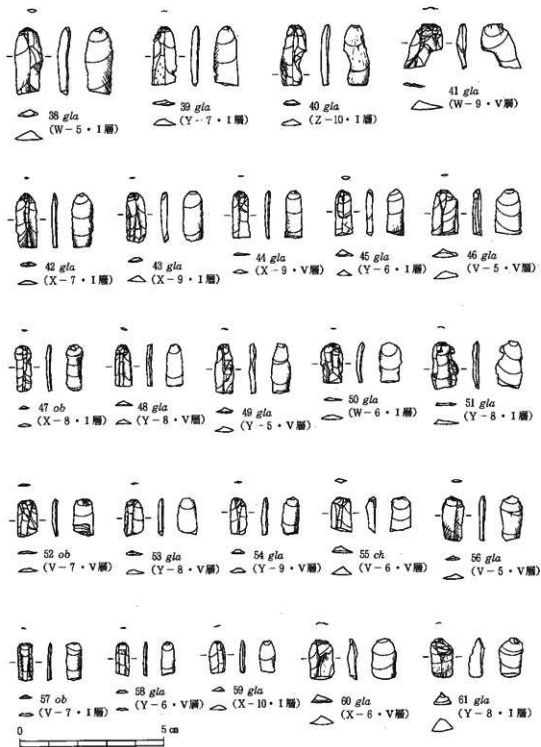 38 gla
(W-5・I層)
39 gla
(Y-7・I層)
40 gla
(Z-10・I層)
41 gla
(W-9・V層)
42 gla
(X-7・I層)
43 gla
(X-9・I層)
44 gla
(X-9・V層)
45 gla
(Y-6・I層)
46 gla
(V-5・V層)
47 ob
(X-8・I層)
48 gla
(Y-8・V層)
49 gla
(Y-5・V層)
50 gla
(W-6・I層)
51 gla
(Y-8・I層)
52 ob
(V-7・V層)
53 gla
(Y-8・V層)
54 gla
(Y-9・V層)
55 ch
(V-6・V層)
56 gla
(V-5・V層)
57 ob
(V-7・I層)
58 gla
(Y-6・V層)
59 gla
(X-10・I層)
60 gla
(X-6・V層)
61 gla
(Y-8・I層)
0 5cm